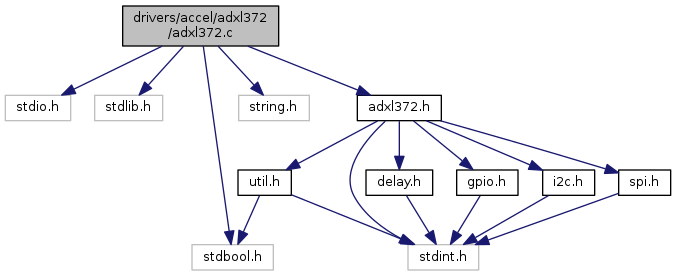 drivers/accel/adxl372
/adxl372.c
stdio.h
stdlib.h
string.h
adxl372.h
util.h
delay.h
gpio.h
i2c.h
spi.h
stdbool.h
stdint.h